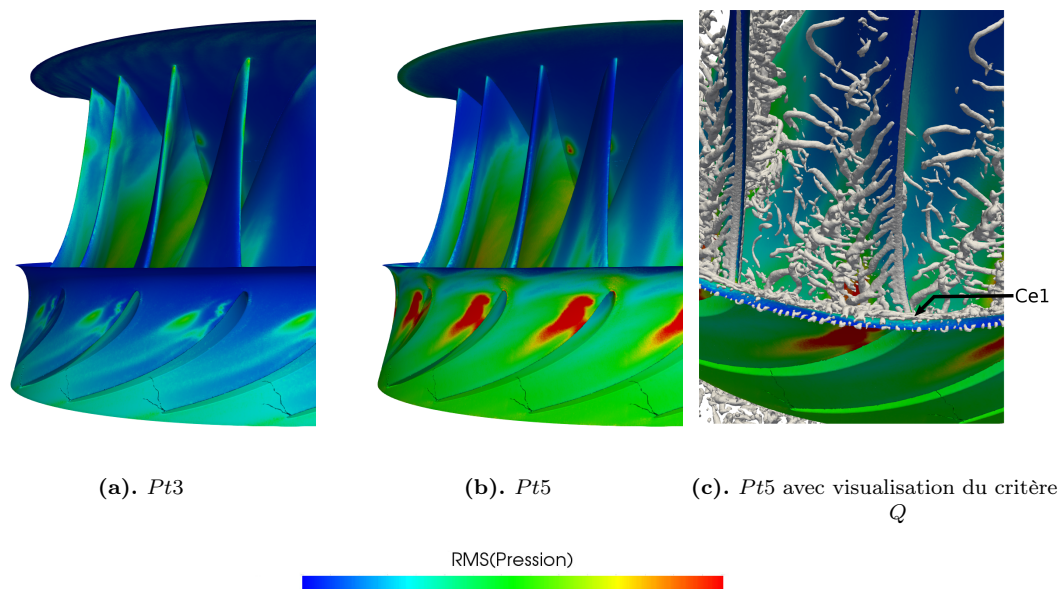 Ce1
(a). Pt3
(b). Pt5
(c). Pt5 avec visualisation du critère
Q
RMS(Pression)